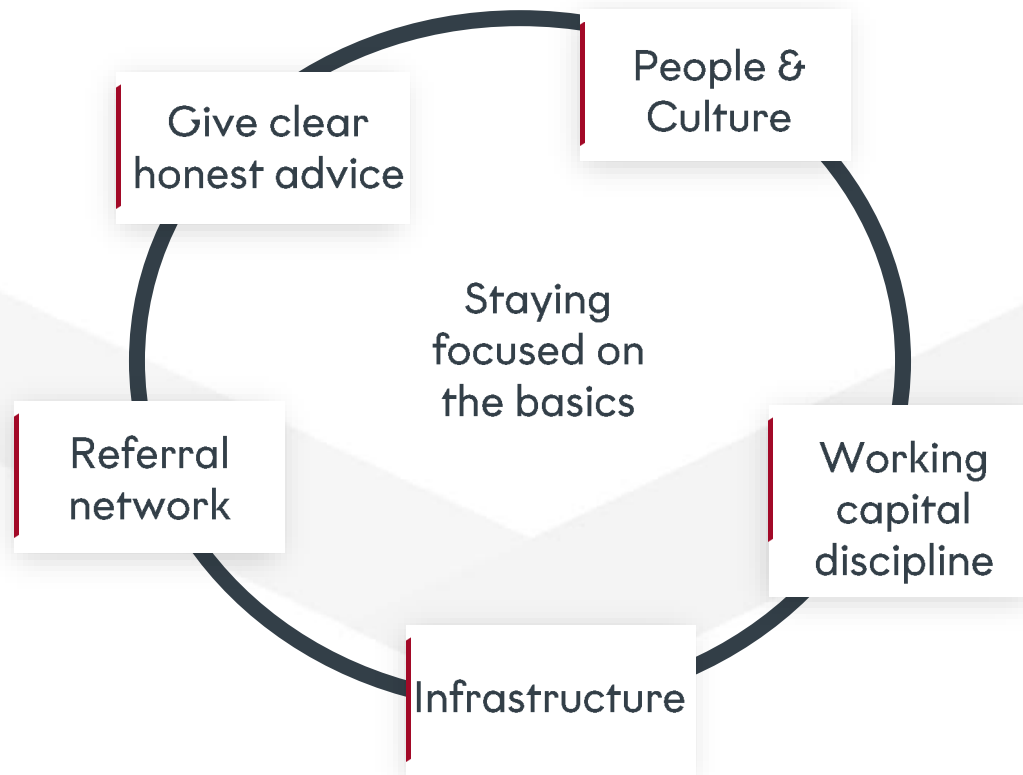 People &
Culture
Give clear
honest advice
Staying
focused on
the basics
Referral
network
Working
capital
discipline
Infrastructure